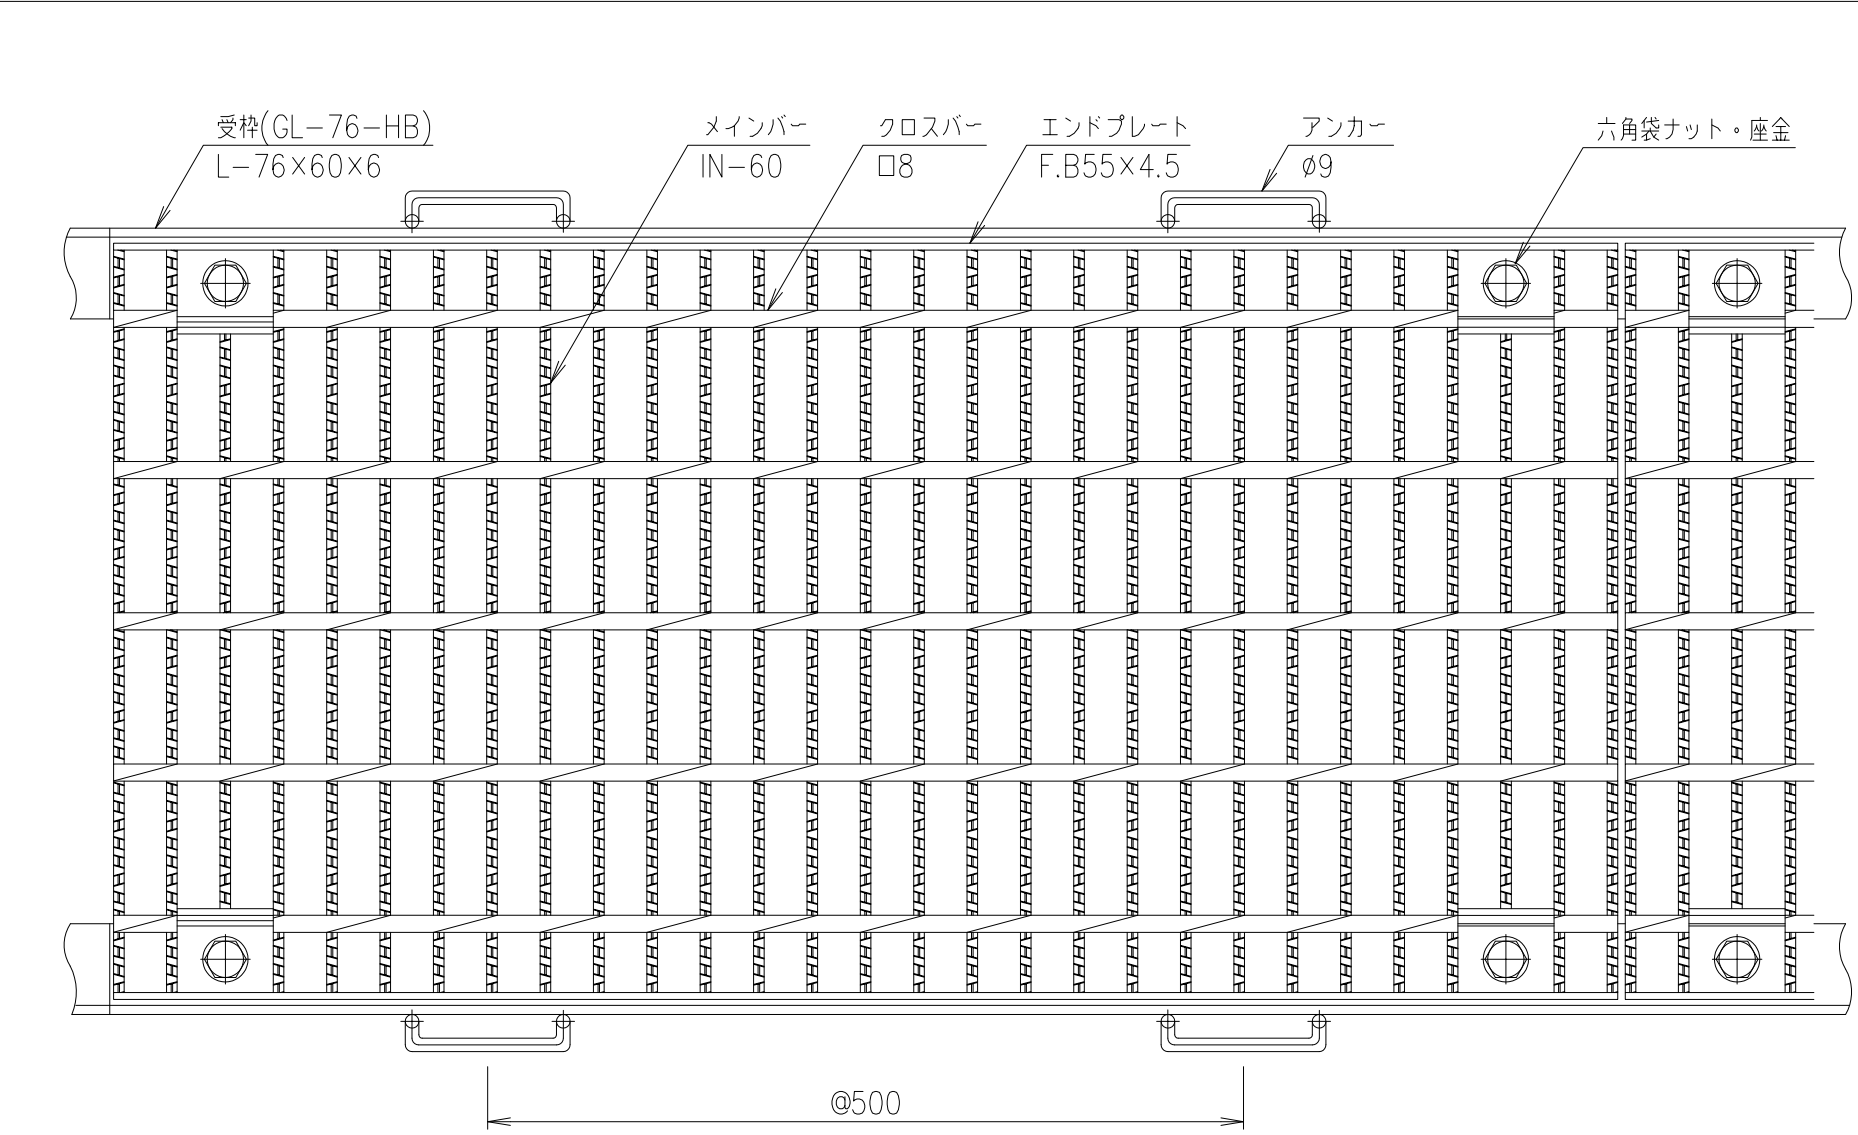 受枠(GL-76-HB)
L-76×60×6
メインバー
IN-60
クロスバー
□8
エンドプレート
F.B55×4.5
アンカー
φ9
六角袋ナット・座金
@500